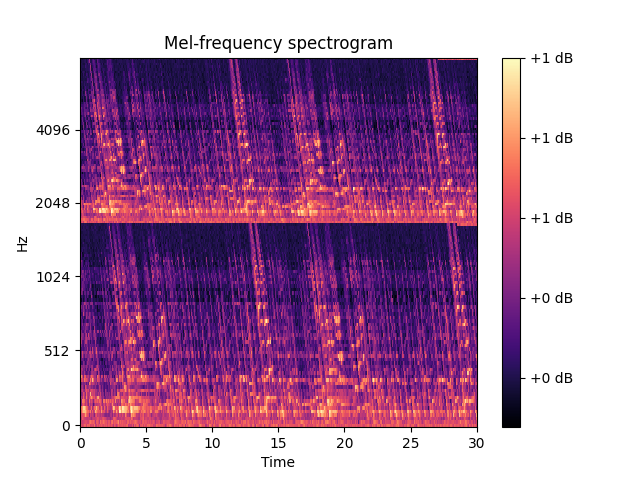 Mel-frequency spectrogram
Hz
4096
2048
1024
512
0
0 5 10 15 20 25 30
Time
+1 dB
+1 dB
+1 dB
+0 dB
+0 dB